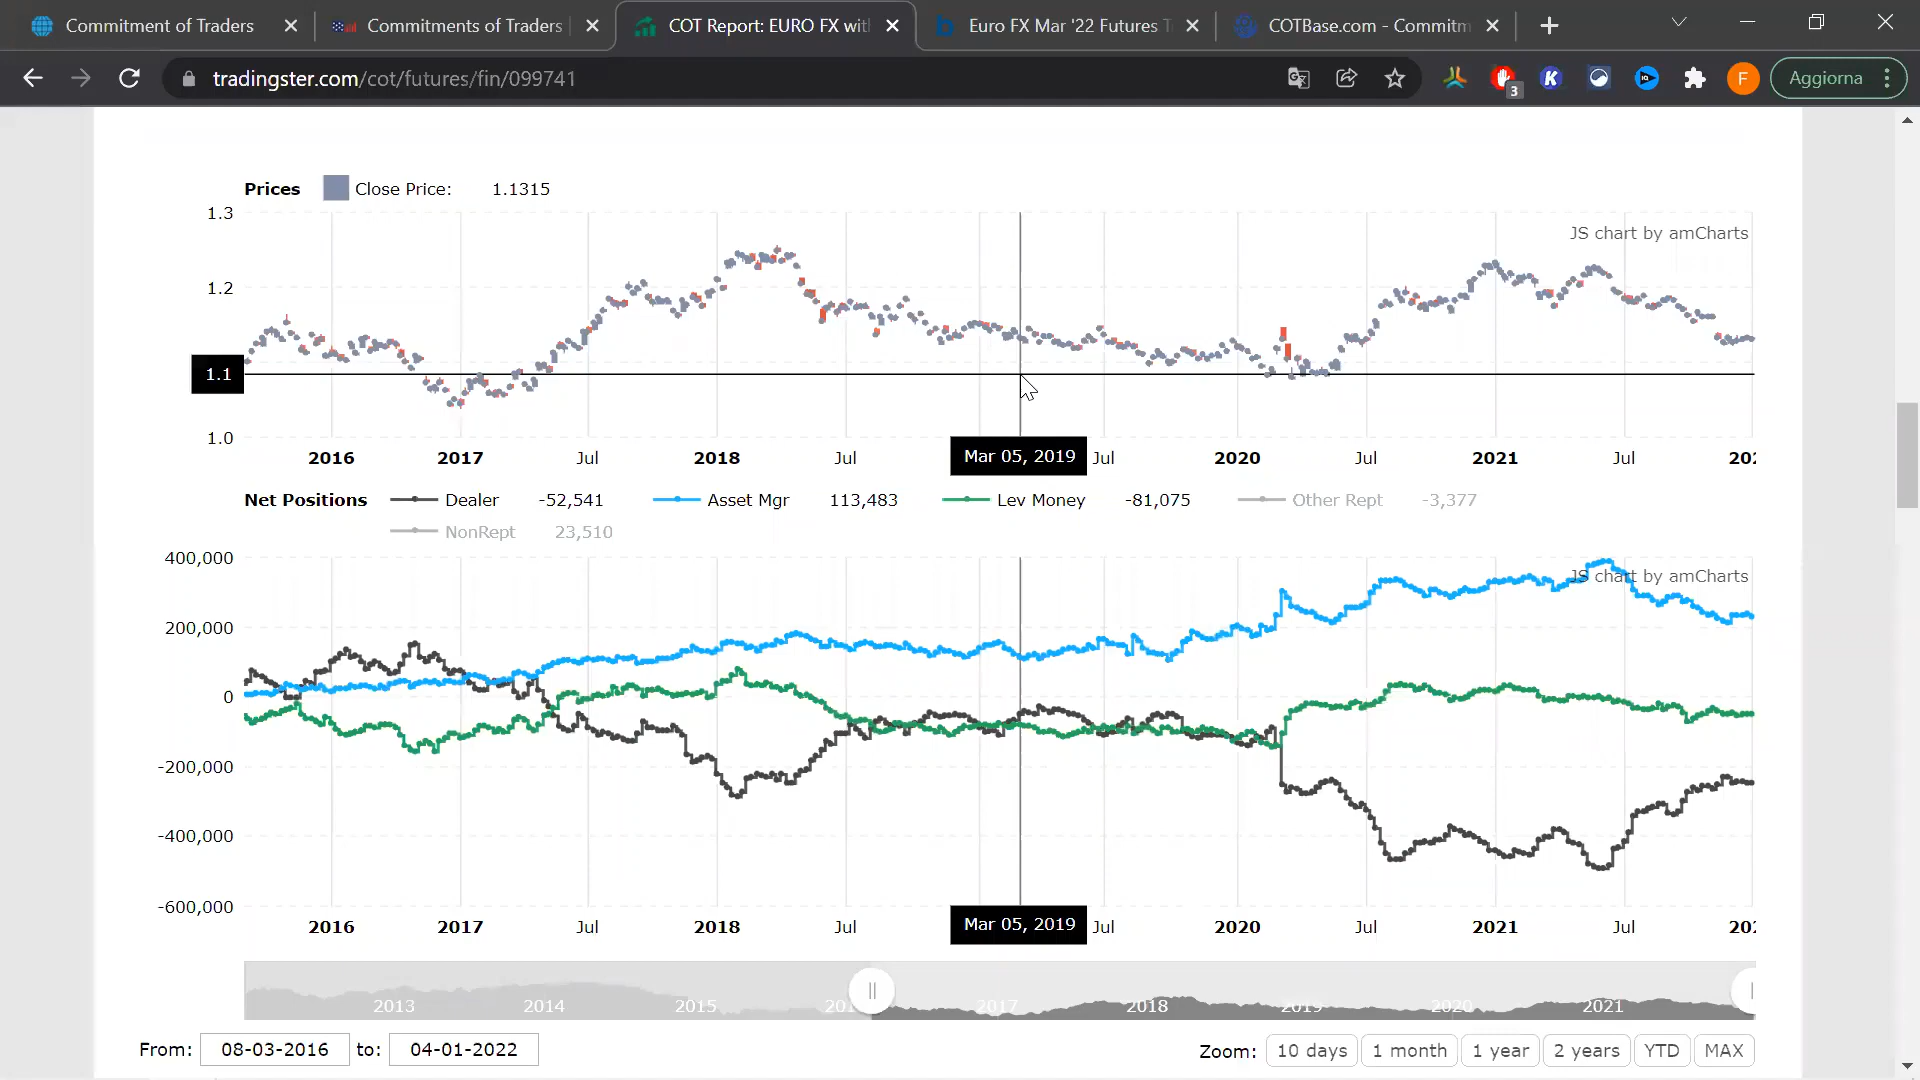 Commitment of Traders
Commitments of Traders
COT Report: EURO FX wit
Euro FX Mar '22 Futures T
COTBase.com - Commitm
tradingster.com/cot/futures/fin/099741
3
K
F
Aggiorna
Prices Close Price: 1.1315
JS chart by amCharts
1.3
1.2
1.1
1.0
2016 2017 Jul 2018 Jul Mar 05, 2019 Jul 2020 Jul 2021 Jul 202
Net Positions Dealer -52,541 Asset Mgr 113,483 Lev Money -81,075 Other Rept -3,377
NonRept 23,510
JS chart by amCharts
400,000
200,000
0
-200,000
-400,000
-600,000
2016 2017 Jul 2018 Jul Mar 05, 2019 Jul 2020 Jul 2021 Jul 202
2013 2014 2015 20 2017 2018 2019 2020 2021
From: 08-03-2016 to: 04-01-2022
Zoom: 10 days 1 month 1 year 2 years YTD MAX